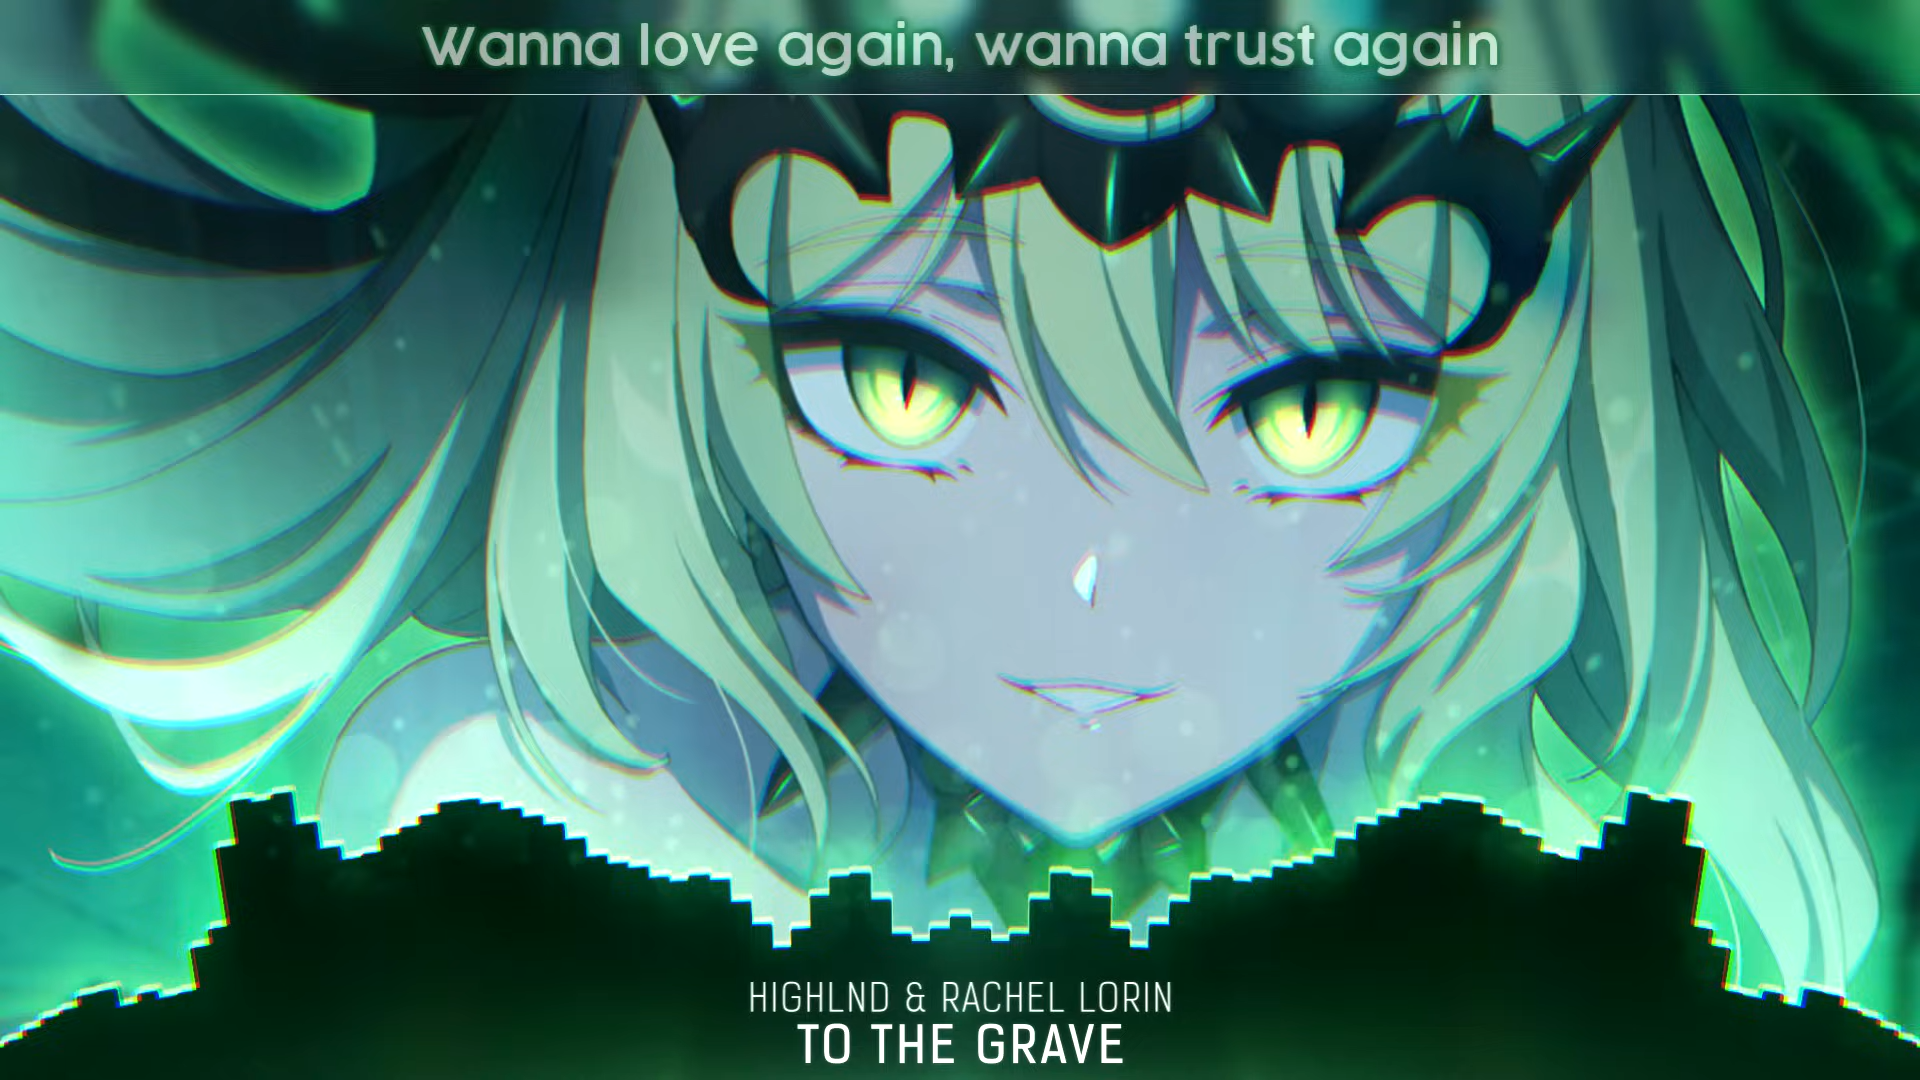 Wanna love again, wanna trust again
HIGHLND & RACHEL LORIN
TO THE GRAVE